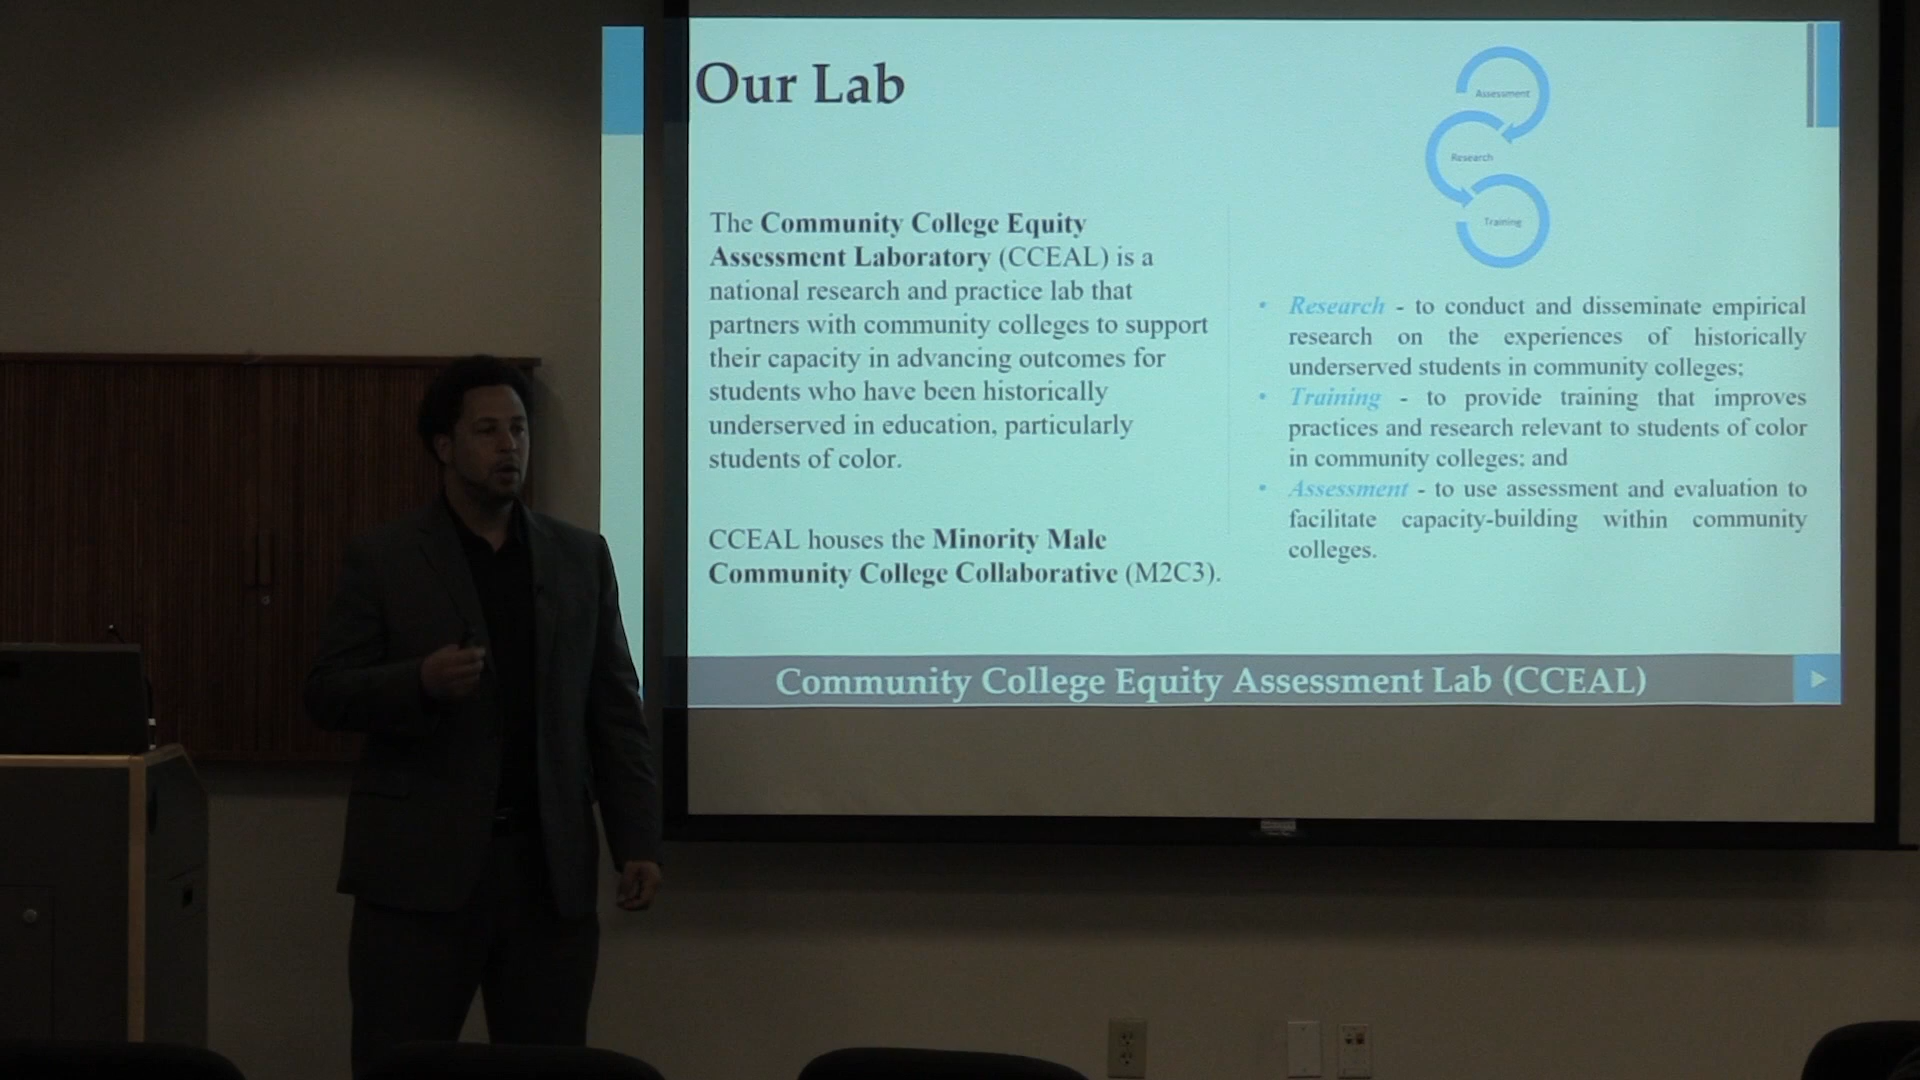 Our Lab
Assessment
Research
Training
The Community College Equity
Assessment Laboratory (CCEAL) is a
national research and practice lab that
partners with community colleges to support
their capacity in advancing outcomes for
students who have been historically
underserved in education, particularly
students of color.
CCEAL houses the Minority Male
Community College Collaborative (M2C3).
• Research - to conduct and disseminate empirical
research on the experiences of historically
underserved students in community colleges;
• Training - to provide training that improves
practices and research relevant to students of color
in community colleges; and
• Assessment - to use assessment and evaluation to
facilitate capacity-building within community
colleges.
Community College Equity Assessment Lab (CCEAL)